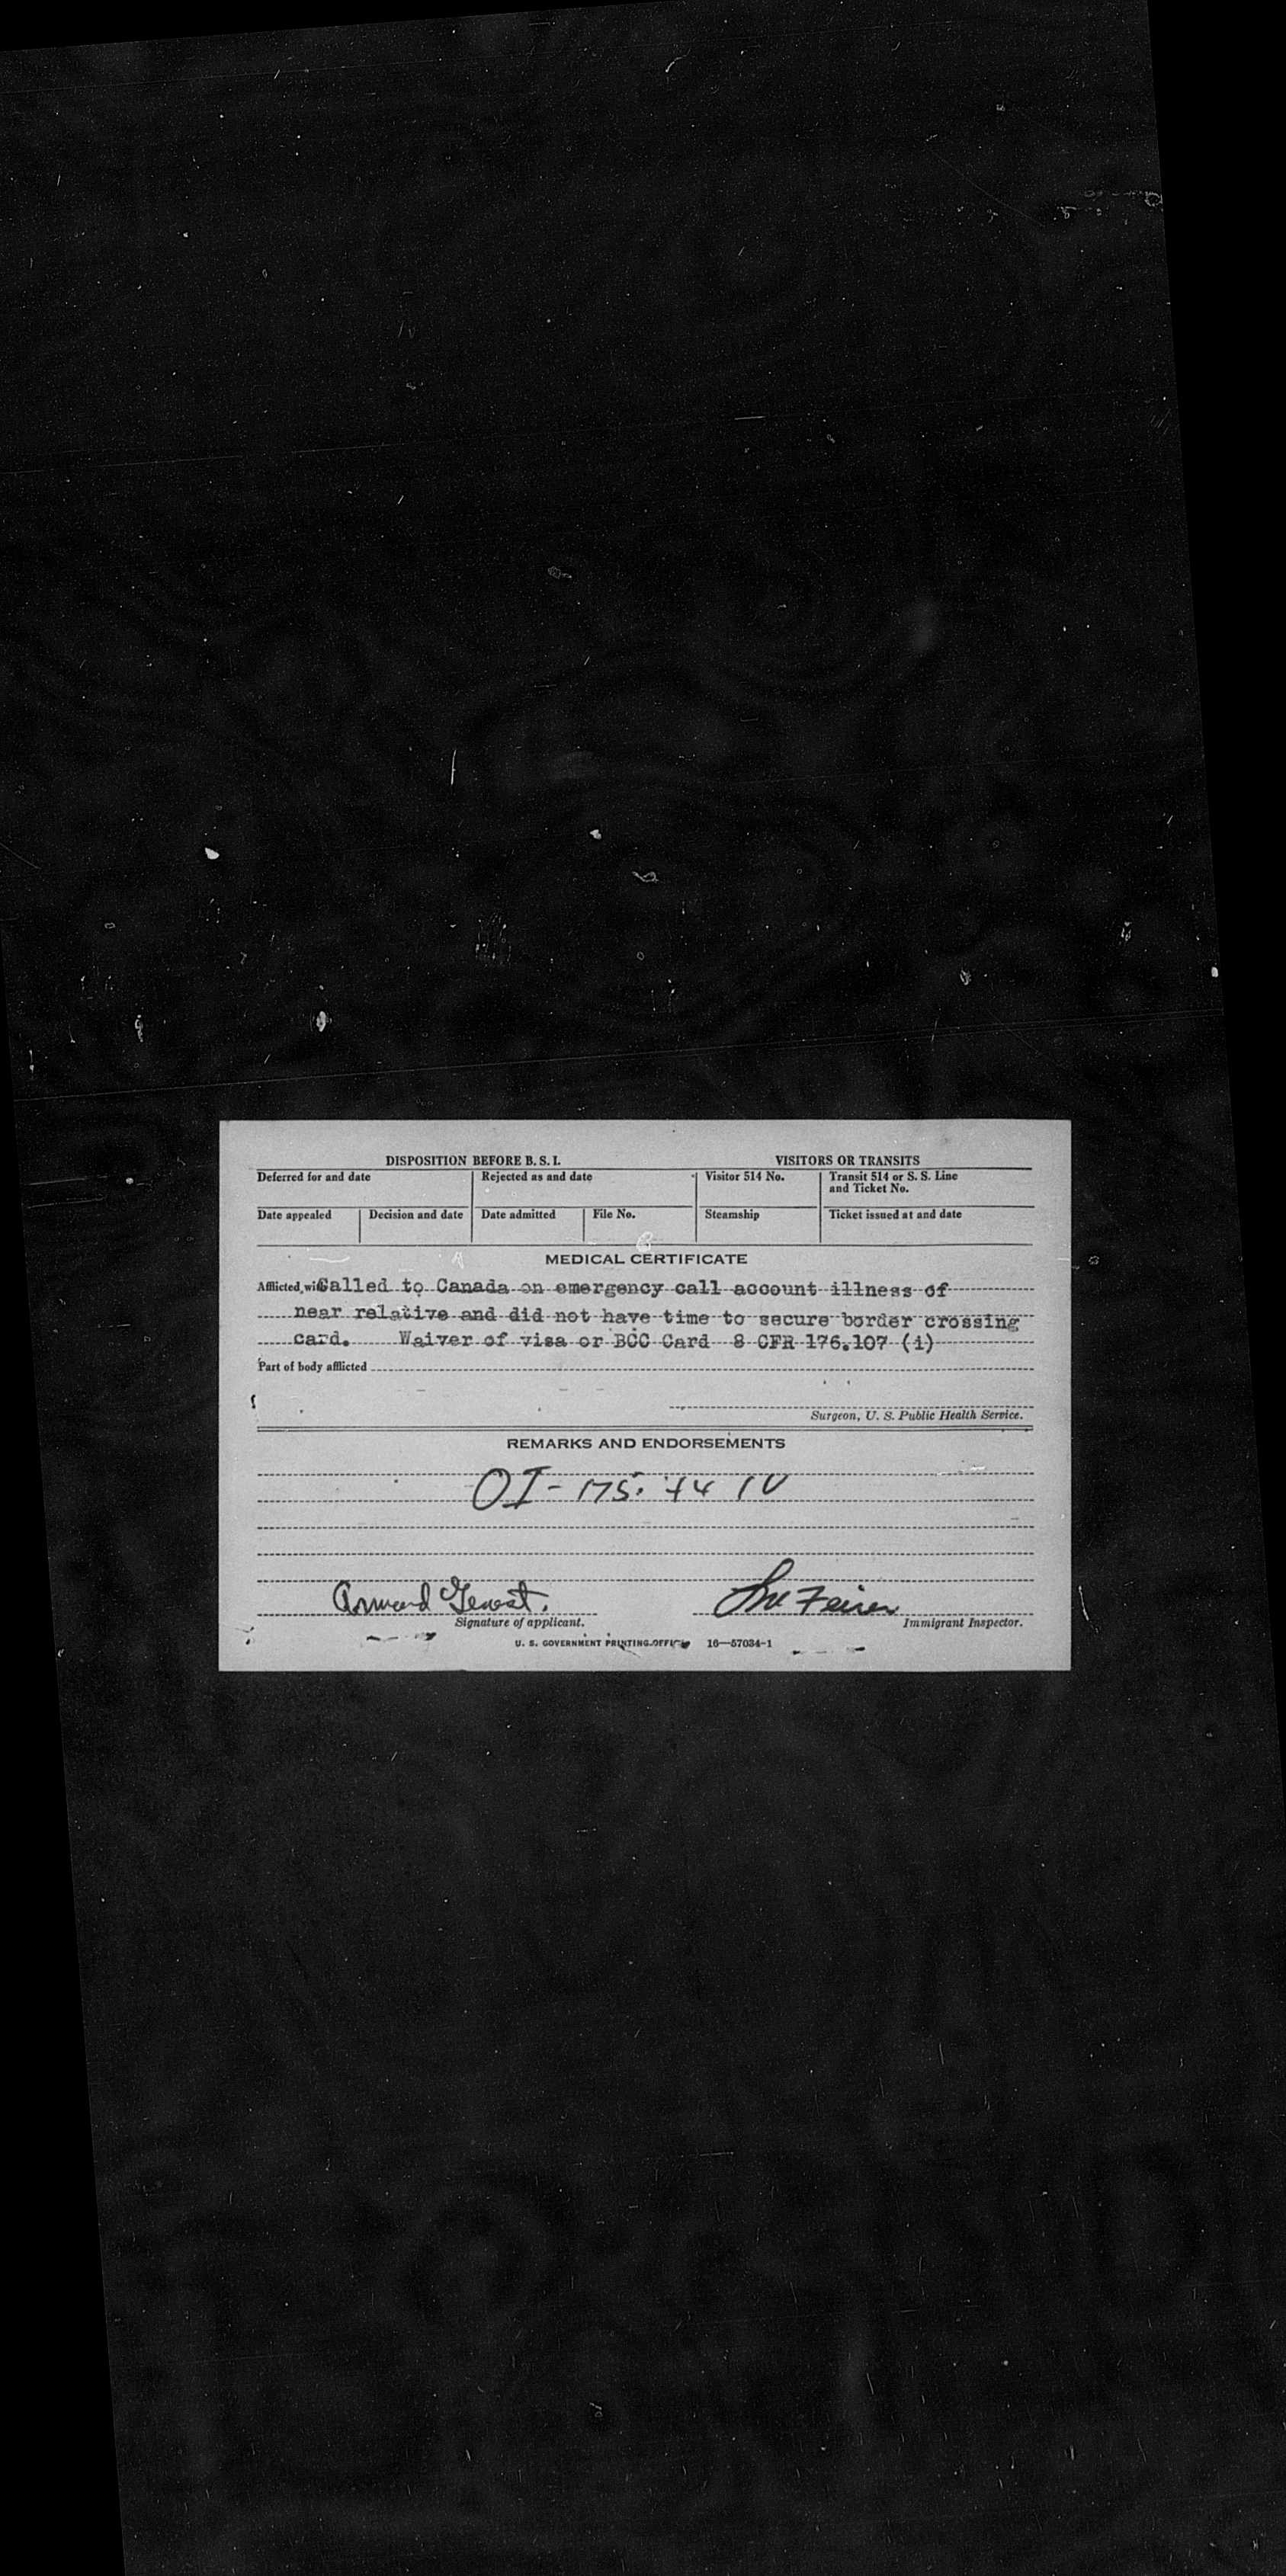 DISPOSITION BEFORE B. S. I.
VISITORS OR TRANSITS
Deferred for and date
Rejected as and date
Visitor 514 No.
Transit 514 or S. S. Line
and Ticket No.
Date appealed
Decision and date
Date admitted
File No.
Steamship
Ticket issued at and date
MEDICAL CERTIFICATE
Afflicted with Called to Canada on emergency call account illness of
near relative and did not have time to secure border crossing
card. Waiver of visa or BCC Card 8 CFR 176.107 (i)
Part of body afflicted
Surgeon, U. S. Public Health Service.
REMARKS AND ENDORSEMENTS
OI-175.
Armand Genest.
Signature of applicant.
Immigrant Inspector.
U. S. GOVERNMENT PRINTING OFFICE 16—57034-1